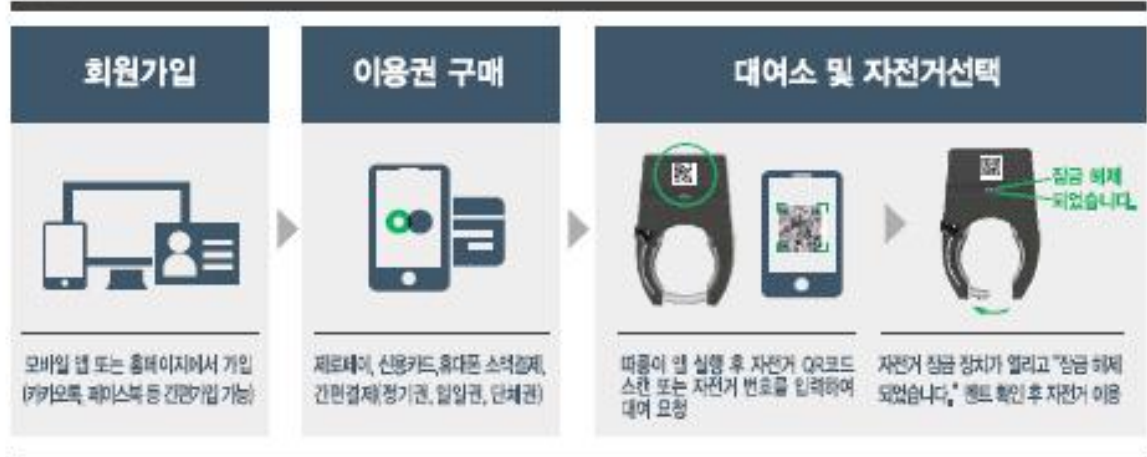 회원가입
이용권 구매
대여소 및 자전거선택
잠금 해제
되었습니다.
모바일 앱 또는 홈페이지에서 가입
(카카오톡, 페이스북 등 간편가입 가능)
제로페이, 신용카드,휴대폰 소액결제,
간편결제(정기권, 일일권, 단체권)
따릉이 앱 실행 후 자전거 QR코드
스캔 또는 자전거 번호를 입력하여
대여 요청
자전거 잠금 장치가 열리고 "잠금 해제
되었습니다." 멘트 확인 후 자전거 이용